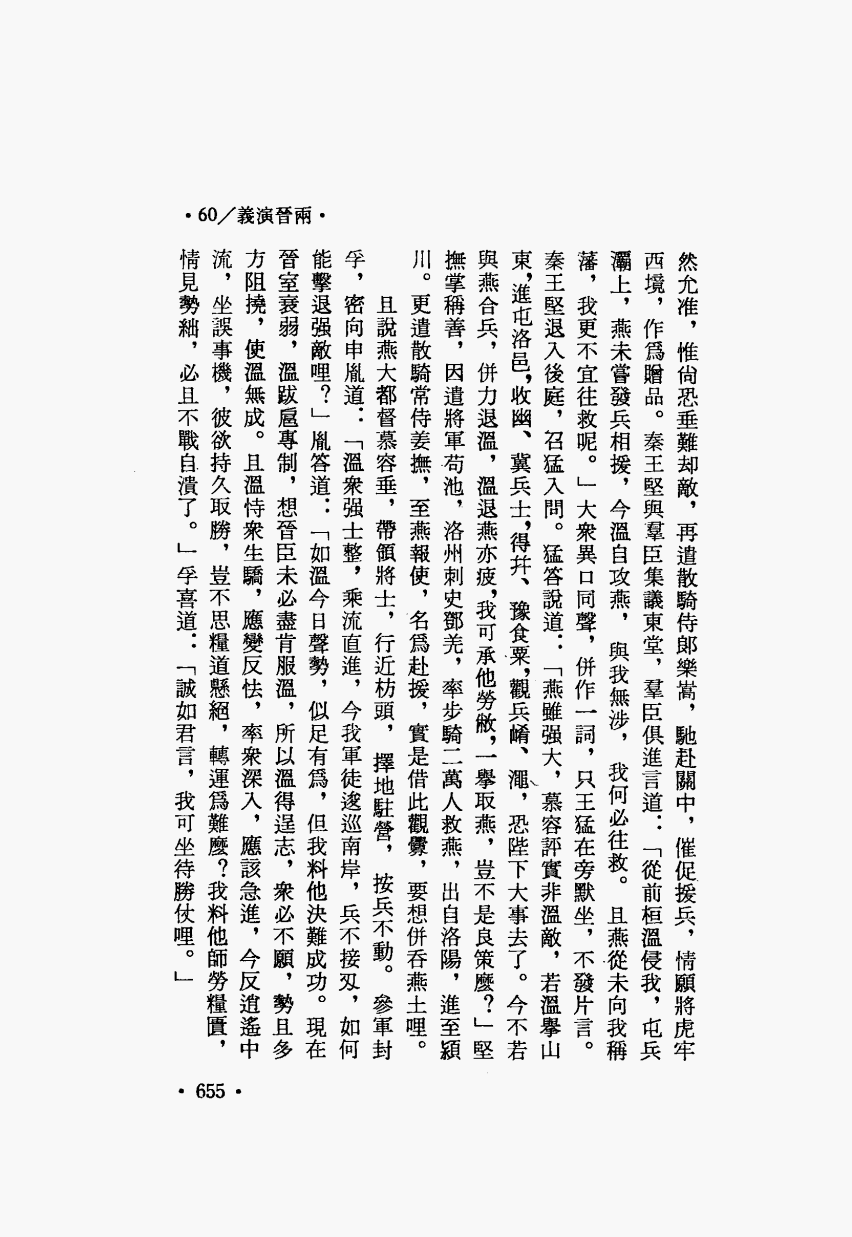 •60／義演晉兩•
然允准，惟尙恐垂難却敵，再遣散騎侍郎樂嵩，馳赴關中，催促援兵，情願將虎牢
西境，作爲贈品。秦王堅與羣臣集議東堂，羣臣俱進言道：「從前桓溫侵我，屯兵
灞上，燕未嘗發兵相援，今溫自攻燕，與我無涉，我何必往救。且燕從未向我稱
藩，我更不宜往救呢。」大衆異口同聲，併作一詞，只王猛在旁默坐，不發片言。
秦王堅退入後庭，召猛入問。猛答說道：「燕雖强大，慕容評實非溫敵，若溫擧山
東，進屯洛邑，收幽、冀兵士，得幷、豫食粟，觀兵崤、澠，恐陛下大事去了。今不若
與燕合兵，併力退溫，溫退燕亦疲，我可承他勞敝，一擧取燕，豈不是良策麼？」堅
撫掌稱善，因遣將軍苟池，洛州刺史鄧羌，率步騎二萬人救燕，出自洛陽，進至潁
川。更遣散騎常侍姜撫，至燕報使，名爲赴援，實是借此觀釁，要想併吞燕土哩。
且說燕大都督慕容垂，帶領將士，行近枋頭，擇地駐營，按兵不動。參軍封
孚，密向申胤道：「溫衆强士整，乘流直進，今我軍徒逡巡南岸，兵不接刄，如何
能擊退强敵哩？」胤答道：「如溫今日聲勢，似足有爲，但我料他決難成功。現在
晉室衰弱，溫跋扈專制，想晉臣未必盡肯服溫，所以溫得逞志，衆必不願，勢且多
方阻撓，使溫無成。且溫恃衆生驕，應變反怯，率衆深入，應該急進，今反逍遙中
流，坐誤事機，彼欲持久取勝，豈不思糧道懸絕，轉運爲難麼？我料他師勞糧匱，
情見勢絀，必且不戰自潰了。」孚喜道：「誠如君言，我可坐待勝仗哩。」
•655•